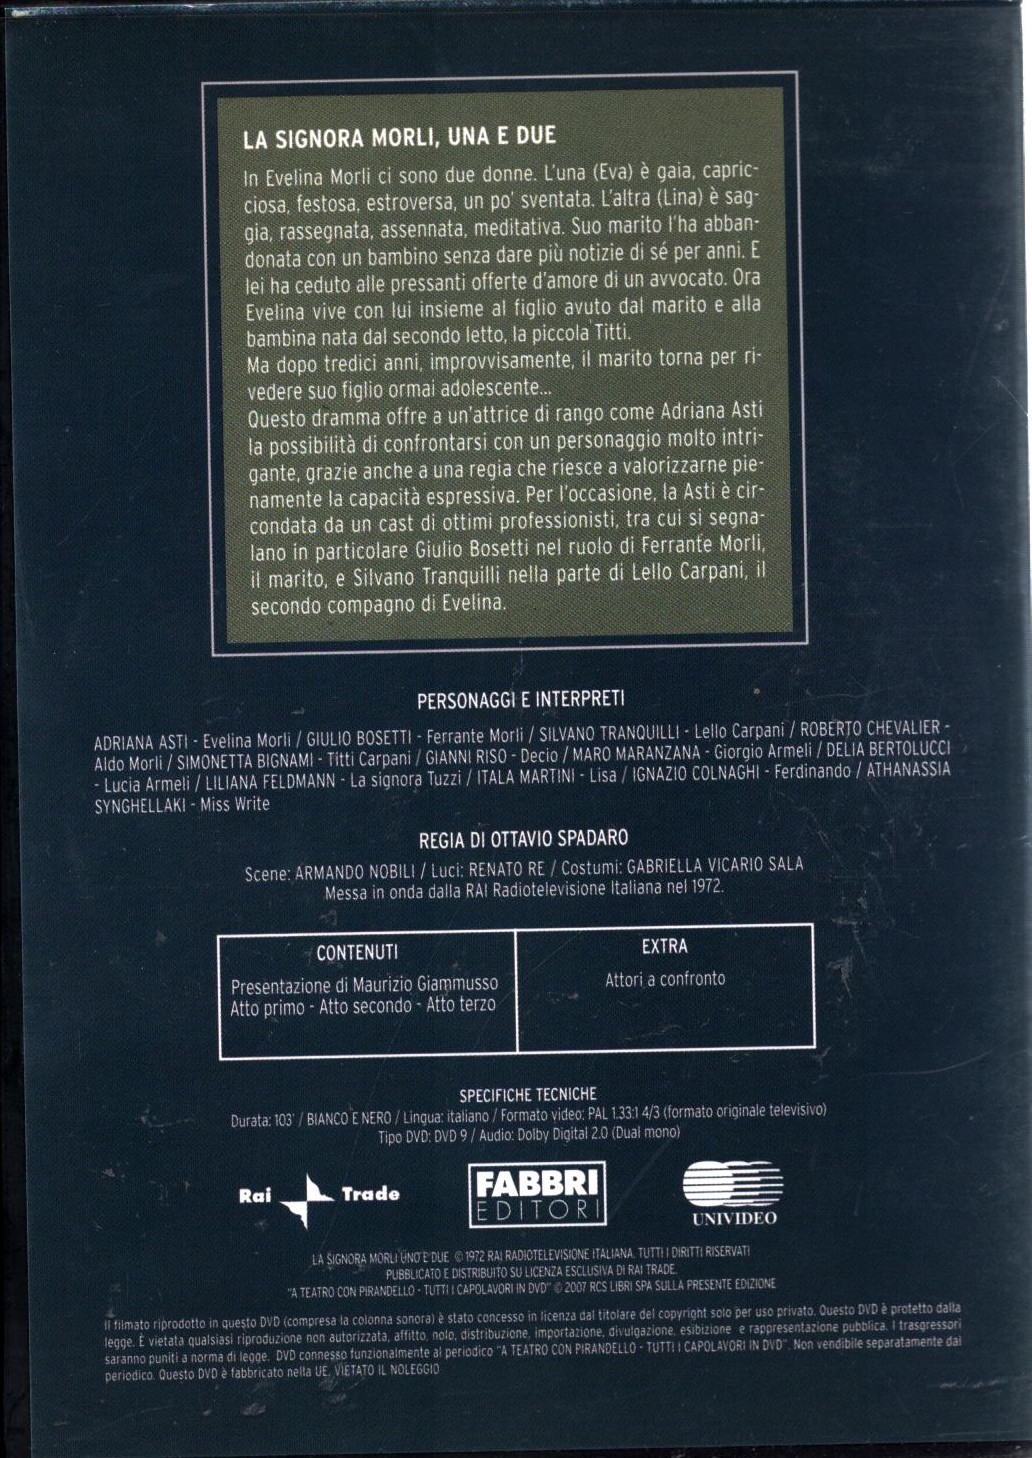 LA SIGNORA MORLI, UNA E DUE
In Evelina Morli ci sono due donne. L'una (Eva) è gaia, capric-
ciosa, festosa, estroversa, un po' sventata. L'altra (Lina) è sag-
gia, rassegnata, assennata, meditativa. Suo marito l'ha abban-
donata con un bambino senza dare più notizie di sé per anni. E
lei ha ceduto alle pressanti offerte d'amore di un avvocato. Ora
Evelina vive con lui insieme al figlio avuto dal marito e alla
bambina nata dal secondo letto, la piccola Titti.
Ma dopo tredici anni, improvvisamente, il marito torna per ri-
vedere suo figlio ormai adolescente...
Questo dramma offre a un'attrice di rango come Adriana Asti
la possibilità di confrontarsi con un personaggio molto intri-
gante, grazie anche a una regia che riesce a valorizzarne pie-
namente la capacità espressiva. Per l'occasione, la Asti è cir-
condata da un cast di ottimi professionisti, tra cui si segna-
lano in particolare Giulio Bosetti nel ruolo di Ferrante Morli,
il marito, e Silvano Tranquilli nella parte di Lello Carpani, il
secondo compagno di Evelina.
PERSONAGGI E INTERPRETI
ADRIANA ASTI - Evelina Morli / GIULIO BOSETTI - Ferrante Morli / SILVANO TRANQUILLI - Lello Carpani / ROBERTO CHEVALIER -
Aldo Morli / SIMONETTA BIGNAMI - Titti Carpani / GIANNI RISO - Decio / MARO MARANZANA - Giorgio Armeli / DELIA BERTOLUCCI
- Lucia Armeli / LILIANA FELDMANN - La signora Tuzzi / ITALA MARTINI - Lisa / IGNAZIO COLNAGHI - Ferdinando / ATHANASSIA
SYNGHELLAKI - Miss Write
REGIA DI OTTAVIO SPADARO
Scene: ARMANDO NOBILI / Luci: RENATO RE / Costumi: GABRIELLA VICARIO SALA
Messa in onda dalla RAI Radiotelevisione Italiana nel 1972.
CONTENUTI
Presentazione di Maurizio Giammusso
Atto primo - Atto secondo - Atto terzo
EXTRA
Attori a confronto
SPECIFICHE TECNICHE
Durata: 103' / BIANCO E NERO / Lingua: italiano / Formato video: PAL 1.33:1 4/3 (formato originale televisivo)
Tipo DVD: DVD 9 / Audio: Dolby Digital 2.0 (Dual mono)
Rai Trade
FABBRI
EDITORI
UNIVIDEO
LA SIGNORA MORLI UNO E DUE © 1972 RAI RADIOTELEVISIONE ITALIANA. TUTTI I DIRITTI RISERVATI
PUBBLICATO E DISTRIBUITO SU LICENZA ESCLUSIVA DI RAI TRADE.
"A TEATRO CON PIRANDELLO - TUTTI I CAPOLAVORI IN DVD" © 2007 RCS LIBRI SPA SULLA PRESENTE EDIZIONE
Il filmato riprodotto in questo DVD (compresa la colonna sonora) è stato concesso in licenza dal titolare del copyright solo per uso privato. Questo DVD è protetto dalla
legge. È vietata qualsiasi riproduzione non autorizzata, affitto, nolo, distribuzione, importazione, divulgazione, esibizione e rappresentazione pubblica. I trasgressori
saranno puniti a norma di legge. DVD connesso funzionalmente al periodico "A TEATRO CON PIRANDELLO - TUTTI I CAPOLAVORI IN DVD". Non vendibile separatamente dal
periodico. Questo DVD è fabbricato nella UE. VIETATO IL NOLEGGIO